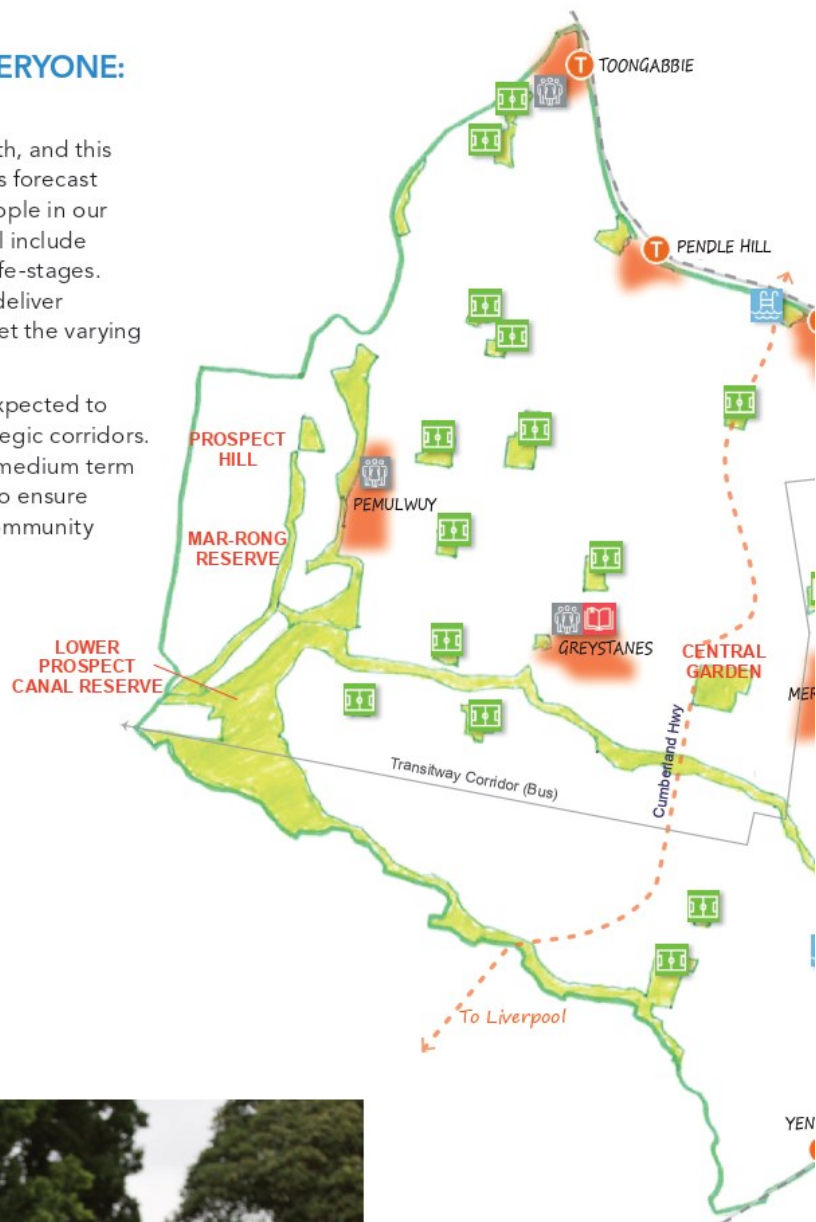 ERYONE:
th, and this
s forecast
ople in our
l include
fe-stages.
deliver
et the varying
xpected to
tegic corridors.
medium term
o ensure
ommunity
T TOONGABBIE
T PENDLE HILL
PROSPECT
HILL
PEMULWUY
MAR-RONG
RESERVE
GREYSTANES
LOWER
PROSPECT
CANAL RESERVE
CENTRAL
GARDEN
MER
Cumberland Hwy
Transitway Corridor (Bus)
To Liverpool
YEN